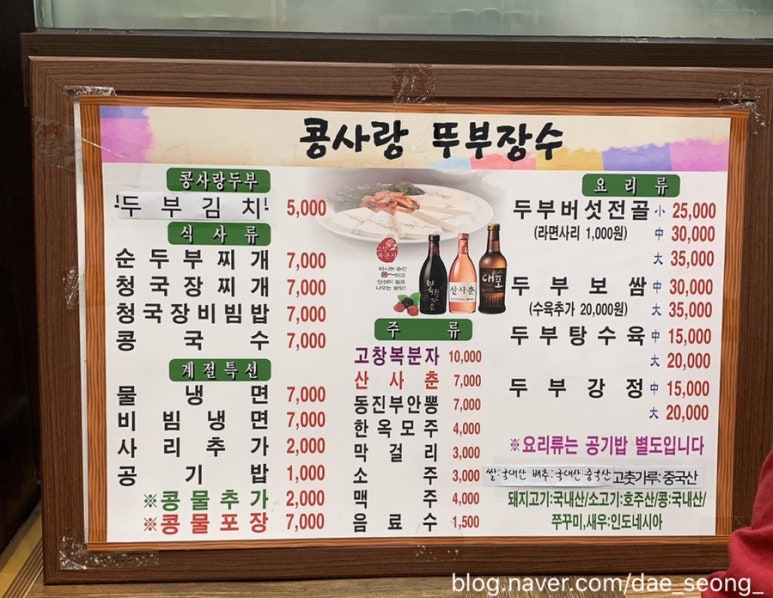 콩사랑 뚜부장수
콩사랑두부
두부김치 5,000
식사류
순두부찌개 7,000
청국장찌개 7,000
청국장비빔밥 7,000
콩국수 7,000
계절특선
물냉면 7,000
비빔냉면 7,000
사리추가 2,000
공기밥 1,000
※콩물추가 2,000
※콩물포장 7,000
산사춘
대포
주류
고창복분자 10,000
산사춘 7,000
동진부안뽕 7,000
한옥모주 4,000
막걸리 3,000
소주 3,000
맥주 4,000
음료수 1,500
요리류
두부버섯전골 小 25,000
(라면사리 1,000원) 中 30,000
大 35,000
두부보쌈 中 30,000
(수육추가 20,000원) 大 35,000
두부탕수육 中 15,000
大 20,000
두부강정 中 15,000
大 20,000
※요리류는 공기밥 별도입니다
쌀:국내산 배추:국내산 중국산 고춧가루:중국산
돼지고기:국내산/소고기:호주산/콩:국내산/
쭈꾸미,새우:인도네시아
blog.naver.com/dae_seong_